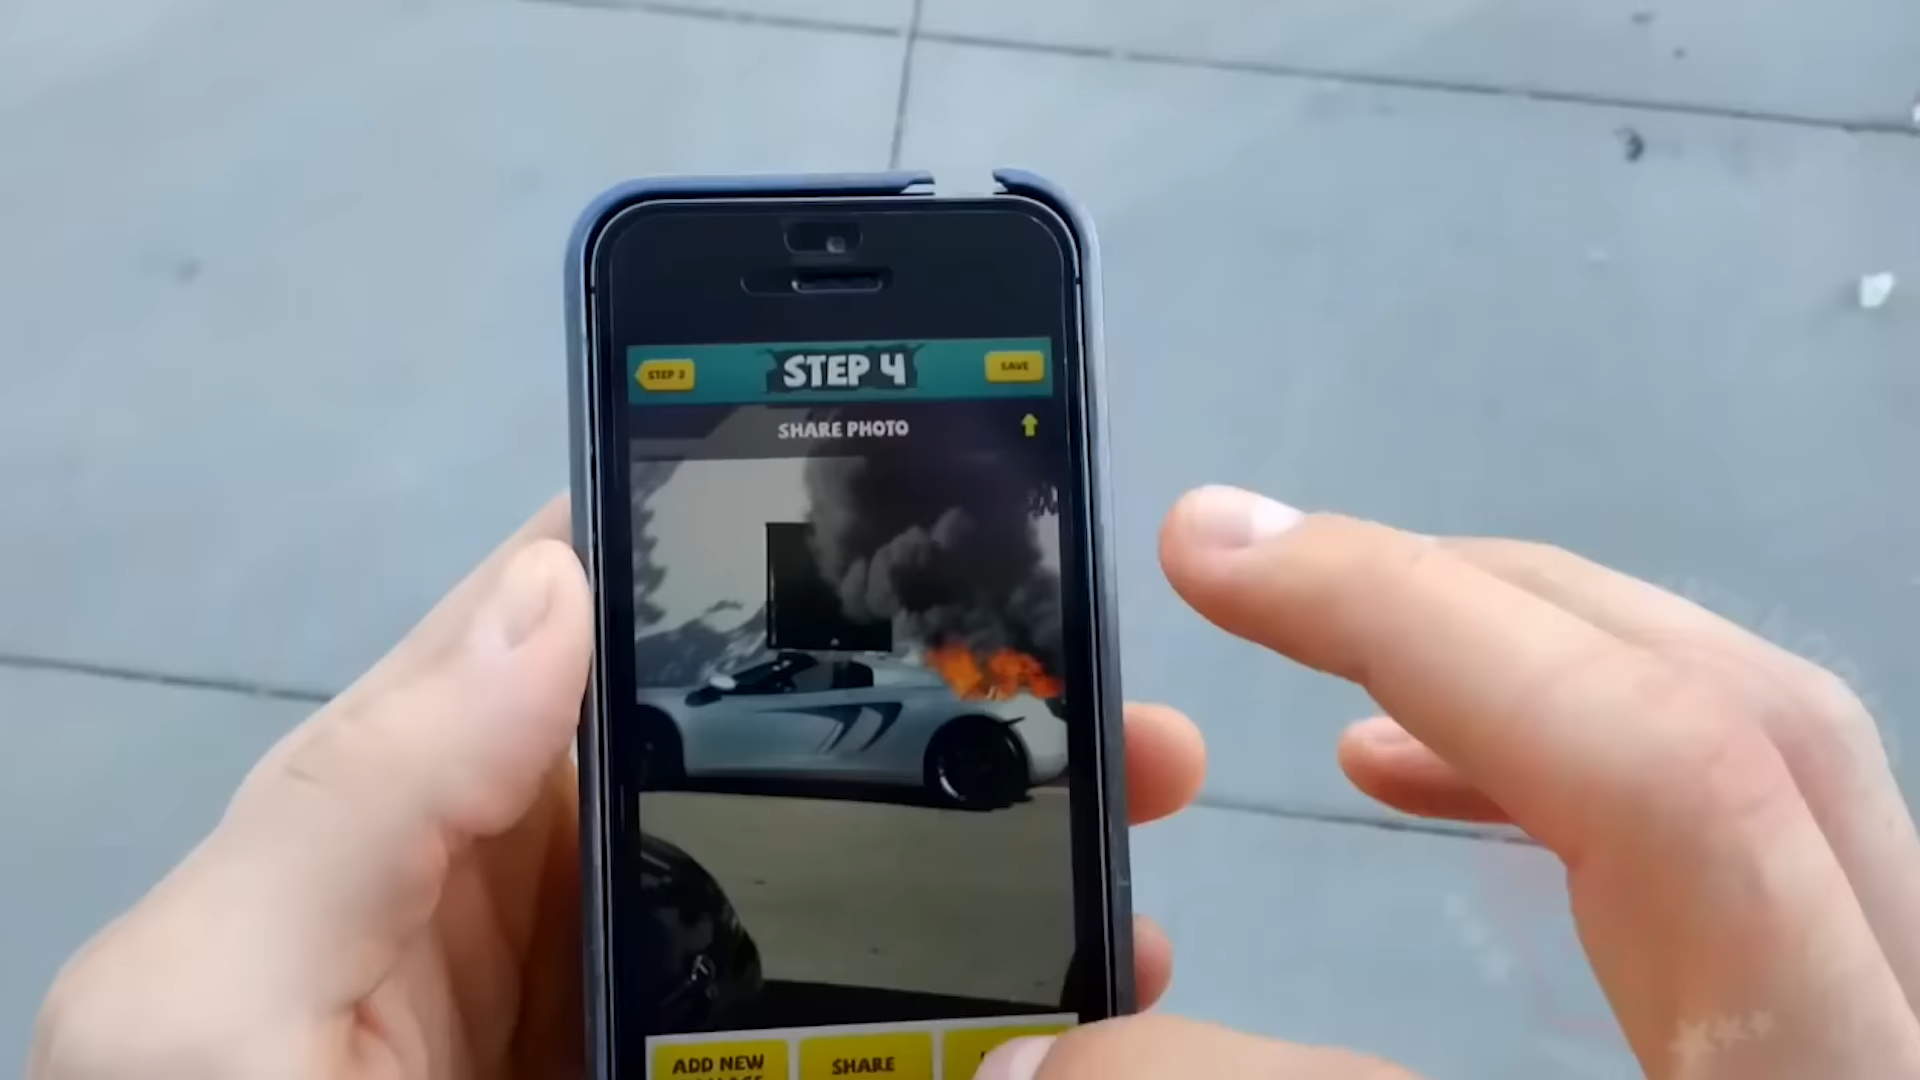 STEP 3
STEP 4
SAVE
SHARE PHOTO
ADD NEW
SHARE